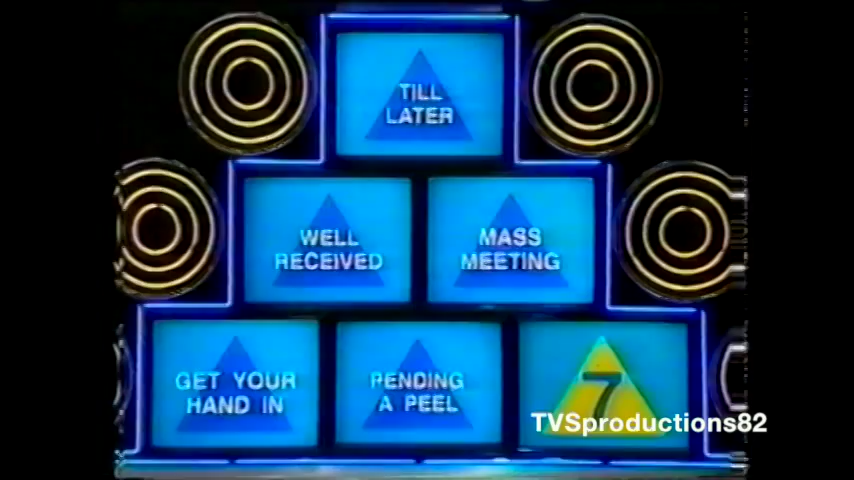 TILL
LATER
WELL
RECEIVED
MASS
MEETING
GET YOUR
HAND IN
PENDING
A PEEL
7
TVSproductions82